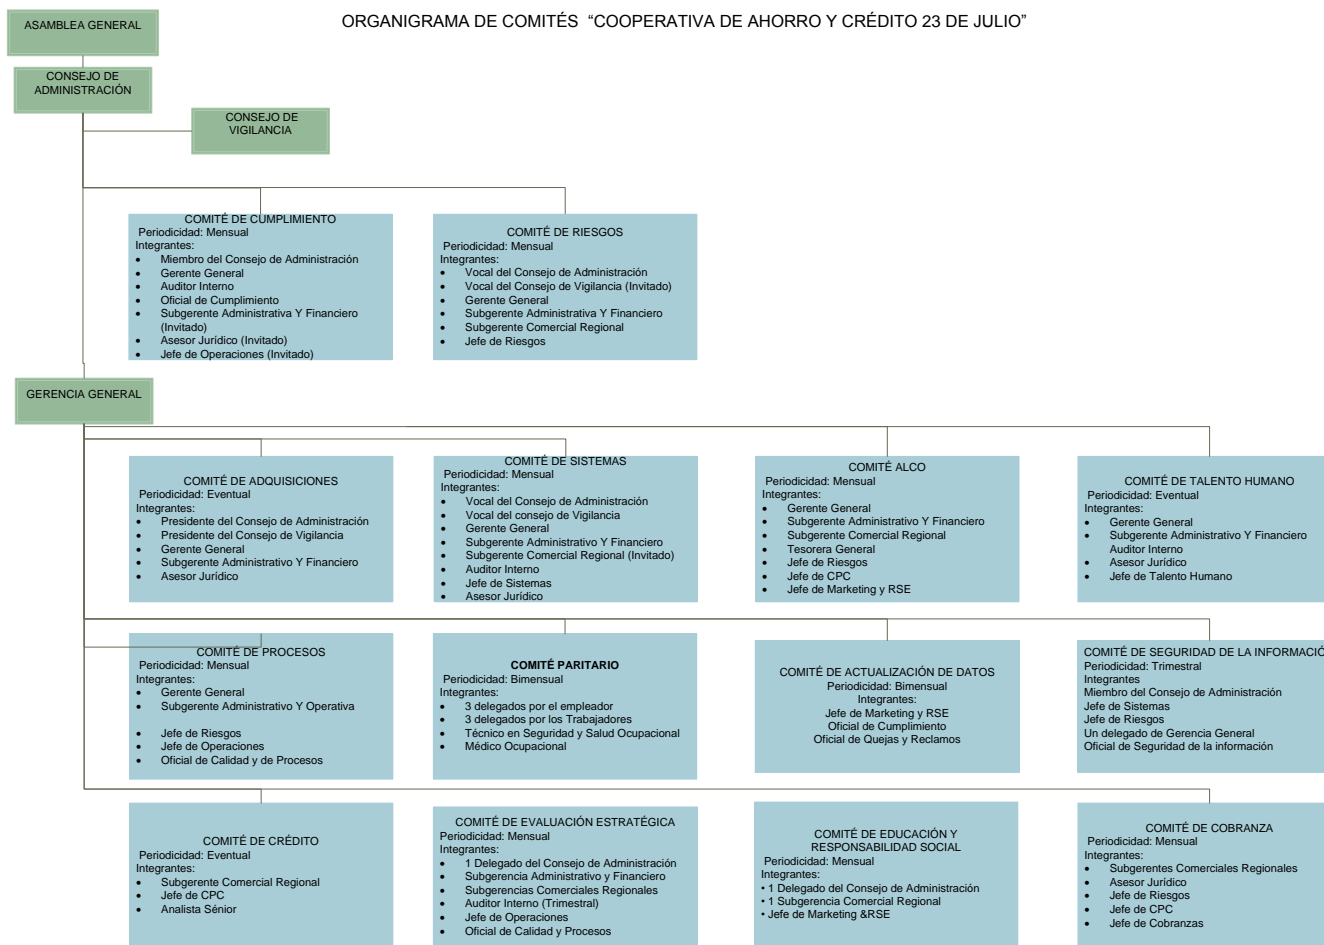 ORGANIGRAMA DE COMITÉS “COOPERATIVA DE AHORRO Y CRÉDITO 23 DE JULIO”
ASAMBLEA GENERAL
CONSEJO DE
ADMINISTRACIÓN
CONSEJO DE
VIGILANCIA
COMITÉ DE CUMPLIMIENTO
Periodicidad: Mensual
Integrantes:
• Miembro del Consejo de Administración
• Gerente General
• Auditor Interno
• Oficial de Cumplimiento
• Subgerente Administrativa Y Financiero
(Invitado)
• Asesor Jurídico (Invitado)
• Jefe de Operaciones (Invitado)
COMITÉ DE RIESGOS
Periodicidad: Mensual
Integrantes:
• Vocal del Consejo de Administración
• Vocal del Consejo de Vigilancia (Invitado)
• Gerente General
• Subgerente Administrativa Y Financiero
• Subgerente Comercial Regional
• Jefe de Riesgos
GERENCIA GENERAL
COMITÉ DE ADQUISICIONES
Periodicidad: Eventual
Integrantes:
• Presidente del Consejo de Administración
• Presidente del Consejo de Vigilancia
• Gerente General
• Subgerente Administrativo Y Financiero
• Asesor Jurídico
COMITÉ DE SISTEMAS
Periodicidad: Mensual
Integrantes:
• Vocal del Consejo de Administración
• Vocal del consejo de Vigilancia
• Gerente General
• Subgerente Administrativo Y Financiero
• Subgerente Comercial Regional (Invitado)
• Auditor Interno
• Jefe de Sistemas
• Asesor Jurídico
COMITÉ ALCO
Periodicidad: Mensual
Integrantes:
• Gerente General
• Subgerente Administrativo Y Financiero
• Subgerente Comercial Regional
• Tesorera General
• Jefe de Riesgos
• Jefe de CPC
• Jefe de Marketing y RSE
COMITÉ DE TALENTO HUMANO
Periodicidad: Eventual
Integrantes:
• Gerente General
• Subgerente Administrativo Y Financiero
Auditor Interno
• Asesor Jurídico
• Jefe de Talento Humano
COMITÉ DE PROCESOS
Periodicidad: Mensual
Integrantes:
• Gerente General
• Subgerente Administrativo Y Operativa
• Jefe de Riesgos
• Jefe de Operaciones
• Oficial de Calidad y de Procesos
COMITÉ PARITARIO
Periodicidad: Bimensual
Integrantes:
• 3 delegados por el empleador
• 3 delegados por los Trabajadores
• Técnico en Seguridad y Salud Ocupacional
• Médico Ocupacional
COMITÉ DE ACTUALIZACIÓN DE DATOS
Periodicidad: Bimensual
Integrantes:
Jefe de Marketing y RSE
Oficial de Cumplimiento
Oficial de Quejas y Reclamos
COMITÉ DE SEGURIDAD DE LA INFORMACIÓ
Periodicidad: Trimestral
Integrantes
Miembro del Consejo de Administración
Jefe de Sistemas
Jefe de Riesgos
Un delegado de Gerencia General
Oficial de Seguridad de la información
COMITÉ DE CRÉDITO
Periodicidad: Eventual
Integrantes:
• Subgerente Comercial Regional
• Jefe de CPC
• Analista Sénior
COMITÉ DE EVALUACIÓN ESTRATÉGICA
Periodicidad: Mensual
Integrantes:
• 1 Delegado del Consejo de Administración
• Subgerencia Administrativo y Financiero
• Subgerencias Comerciales Regionales
• Auditor Interno (Trimestral)
• Jefe de Operaciones
• Oficial de Calidad y Procesos
COMITÉ DE EDUCACIÓN Y
RESPONSABILIDAD SOCIAL
Periodicidad: Mensual
Integrantes:
• 1 Delegado del Consejo de Administración
• 1 Subgerencia Comercial Regional
• Jefe de Marketing &RSE
COMITÉ DE COBRANZA
Periodicidad: Mensual
Integrantes:
• Subgerentes Comerciales Regionales
• Asesor Jurídico
• Jefe de Riesgos
• Jefe de CPC
• Jefe de Cobranzas